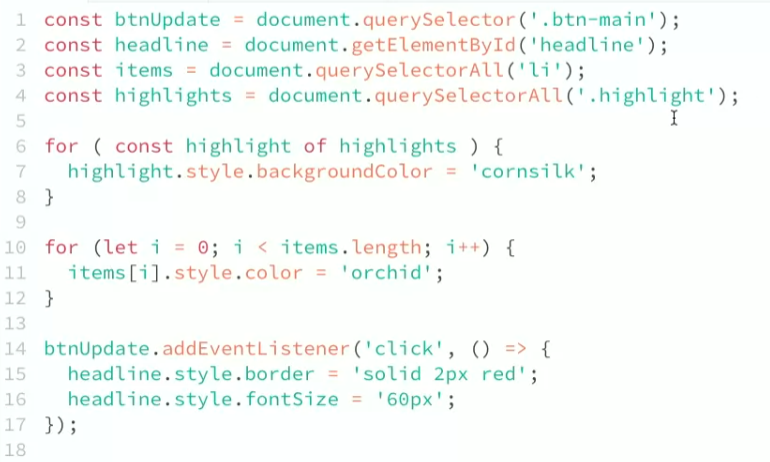 1 const btnUpdate = document.querySelector('.btn-main');
2 const headline = document.getElementById('headline');
3 const items = document.querySelectorAll('li');
4 const highlights = document.querySelectorAll('.highlight');
5
6 for ( const highlight of highlights ) {
7   highlight.style.backgroundColor = 'cornsilk';
8 }
9
10 for (let i = 0; i < items.length; i++) {
11   items[i].style.color = 'orchid';
12 }
13
14 btnUpdate.addEventListener('click', () => {
15   headline.style.border = 'solid 2px red';
16   headline.style.fontSize = '60px';
17 });
18